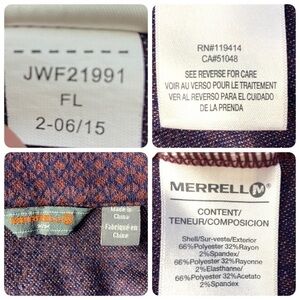 JWF21991
FL
2-06/15
RN#119414
CA#51048
SEE REVERSE FOR CARE
VOIR AU VERSO POUR LE TRAITEMENT
VER AL REVERSO PARA EL CUIDADO
DE LA PRENDA
Made in
China
Fabriqué en
Chine
MERRELL M
CONTENT/
TENEUR/COMPOSICION
Shell/Sur-veste/Exterior
66%Polyester 32%Rayon
2%Spandex/
66%Polyester 32%Rayonne
2%Elasthanne/
66%Polyester 32%Acetato
2% Spandex